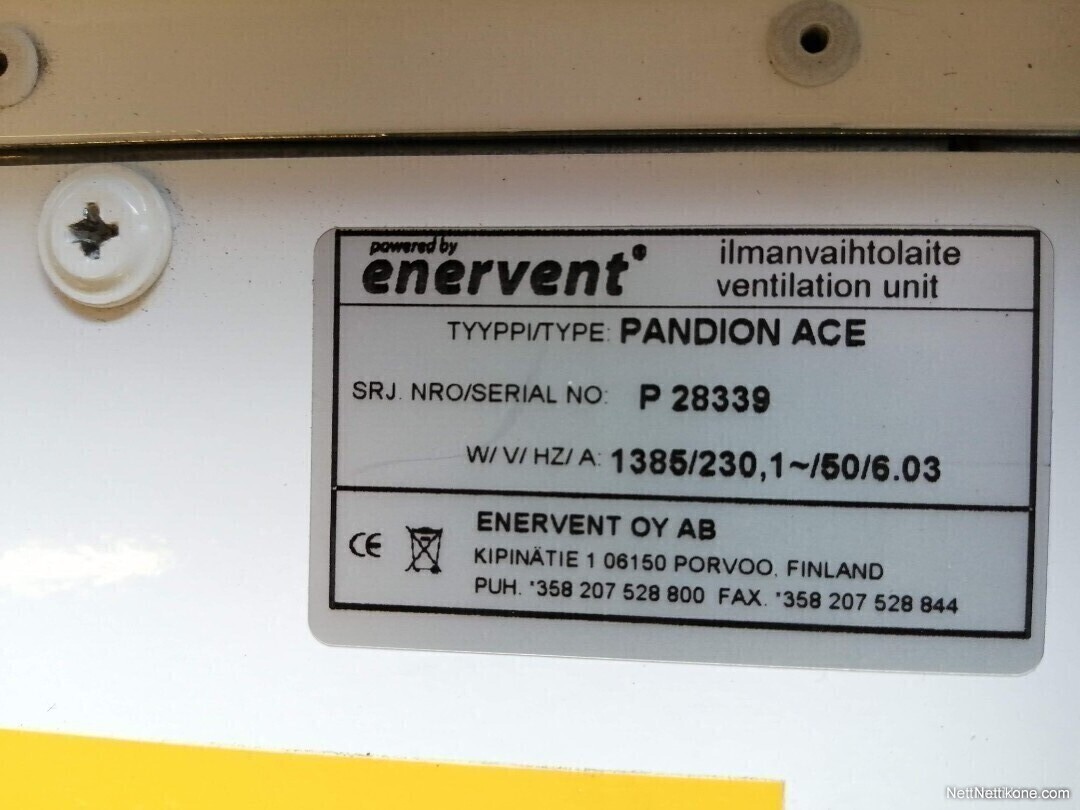 powered by
enervent®
ilmanvaihtolaite
ventilation unit
TYYPPI/TYPE: PANDION ACE
SRJ. NRO/SERIAL NO: P 28339
W/ V/ HZ/ A: 1385/230,1~/50/6.03
CE
ENERVENT OY AB
KIPINÄTIE 1 06150 PORVOO, FINLAND
PUH. +358 207 528 800 FAX. +358 207 528 844
NettNettikone.com